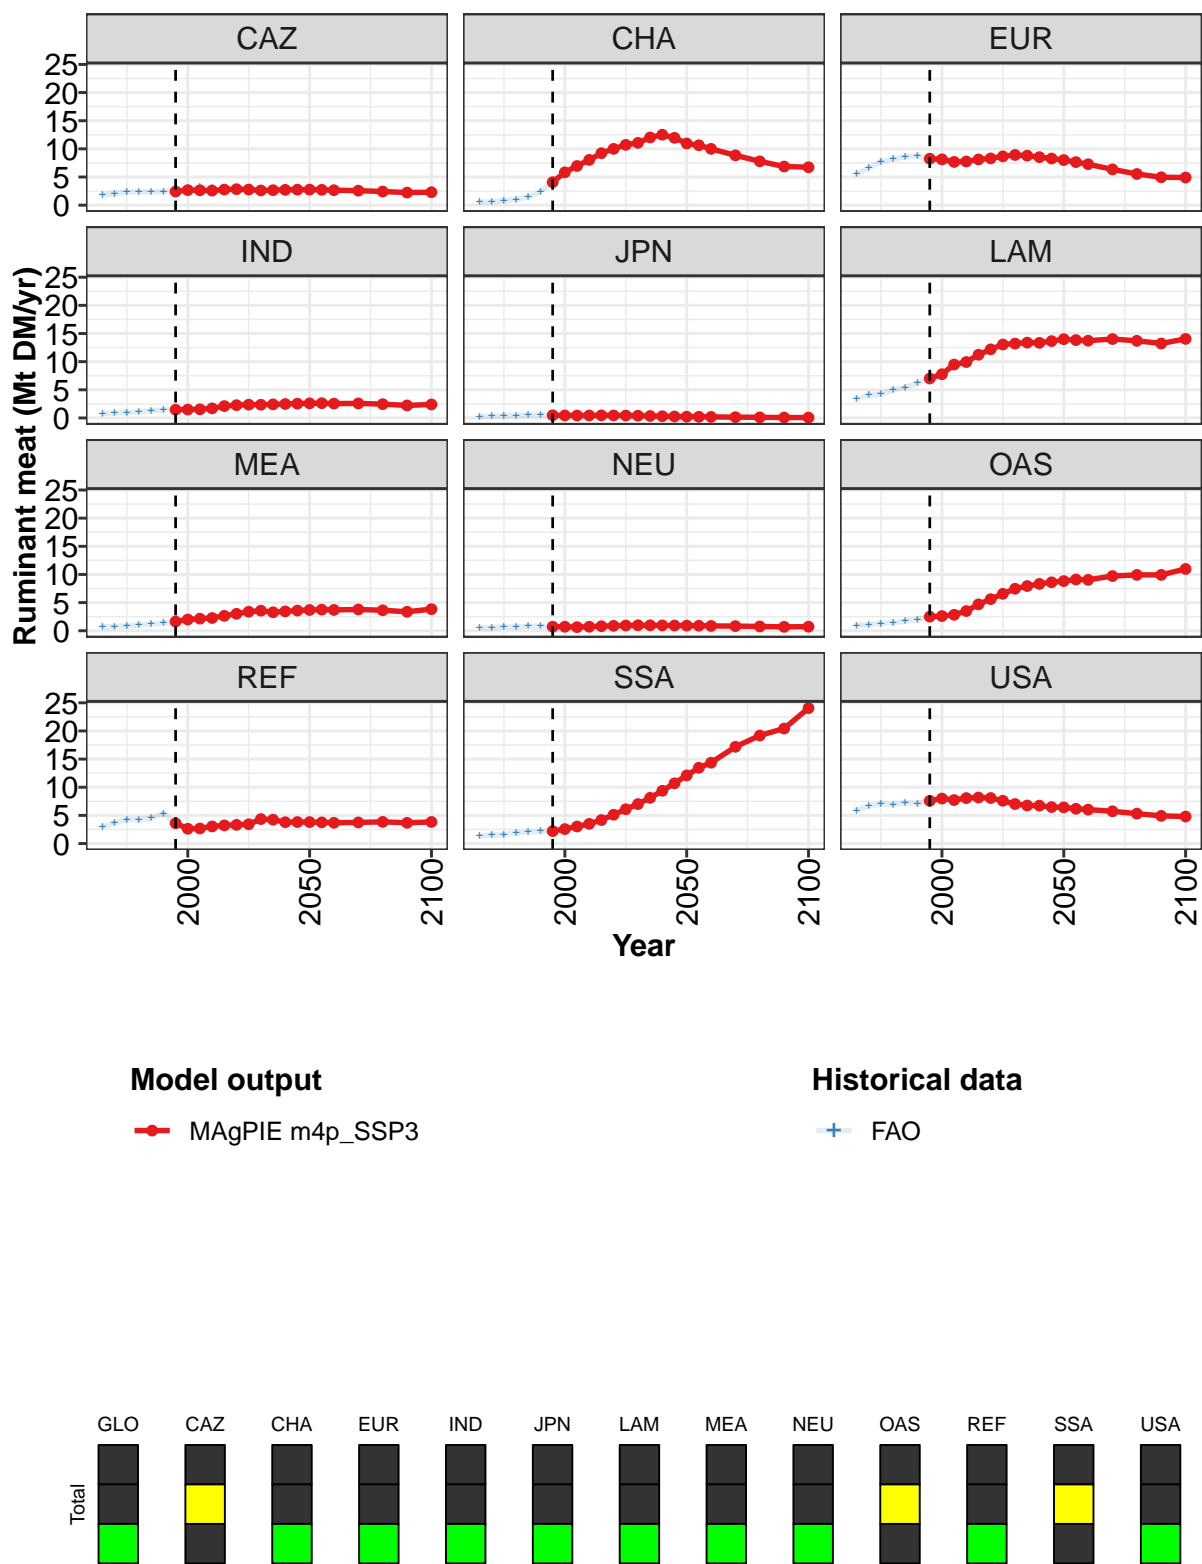 CAZ CHA EUR
25
20
15
10
5
0
IND JPN LAM
25
20
15
10
5
0
MEA NEU OAS
25
20
15
10
5
0
REF SSA USA
25
20
15
10
5
0
Ruminant meat (Mt DM/yr)
2000 2050 2100 2000 2050 2100 2000 2050 2100
Year
Model output Historical data
MAgPIE m4p_SSP3 FAO
GLO CAZ CHA EUR IND JPN LAM MEA NEU OAS REF SSA USA
Total